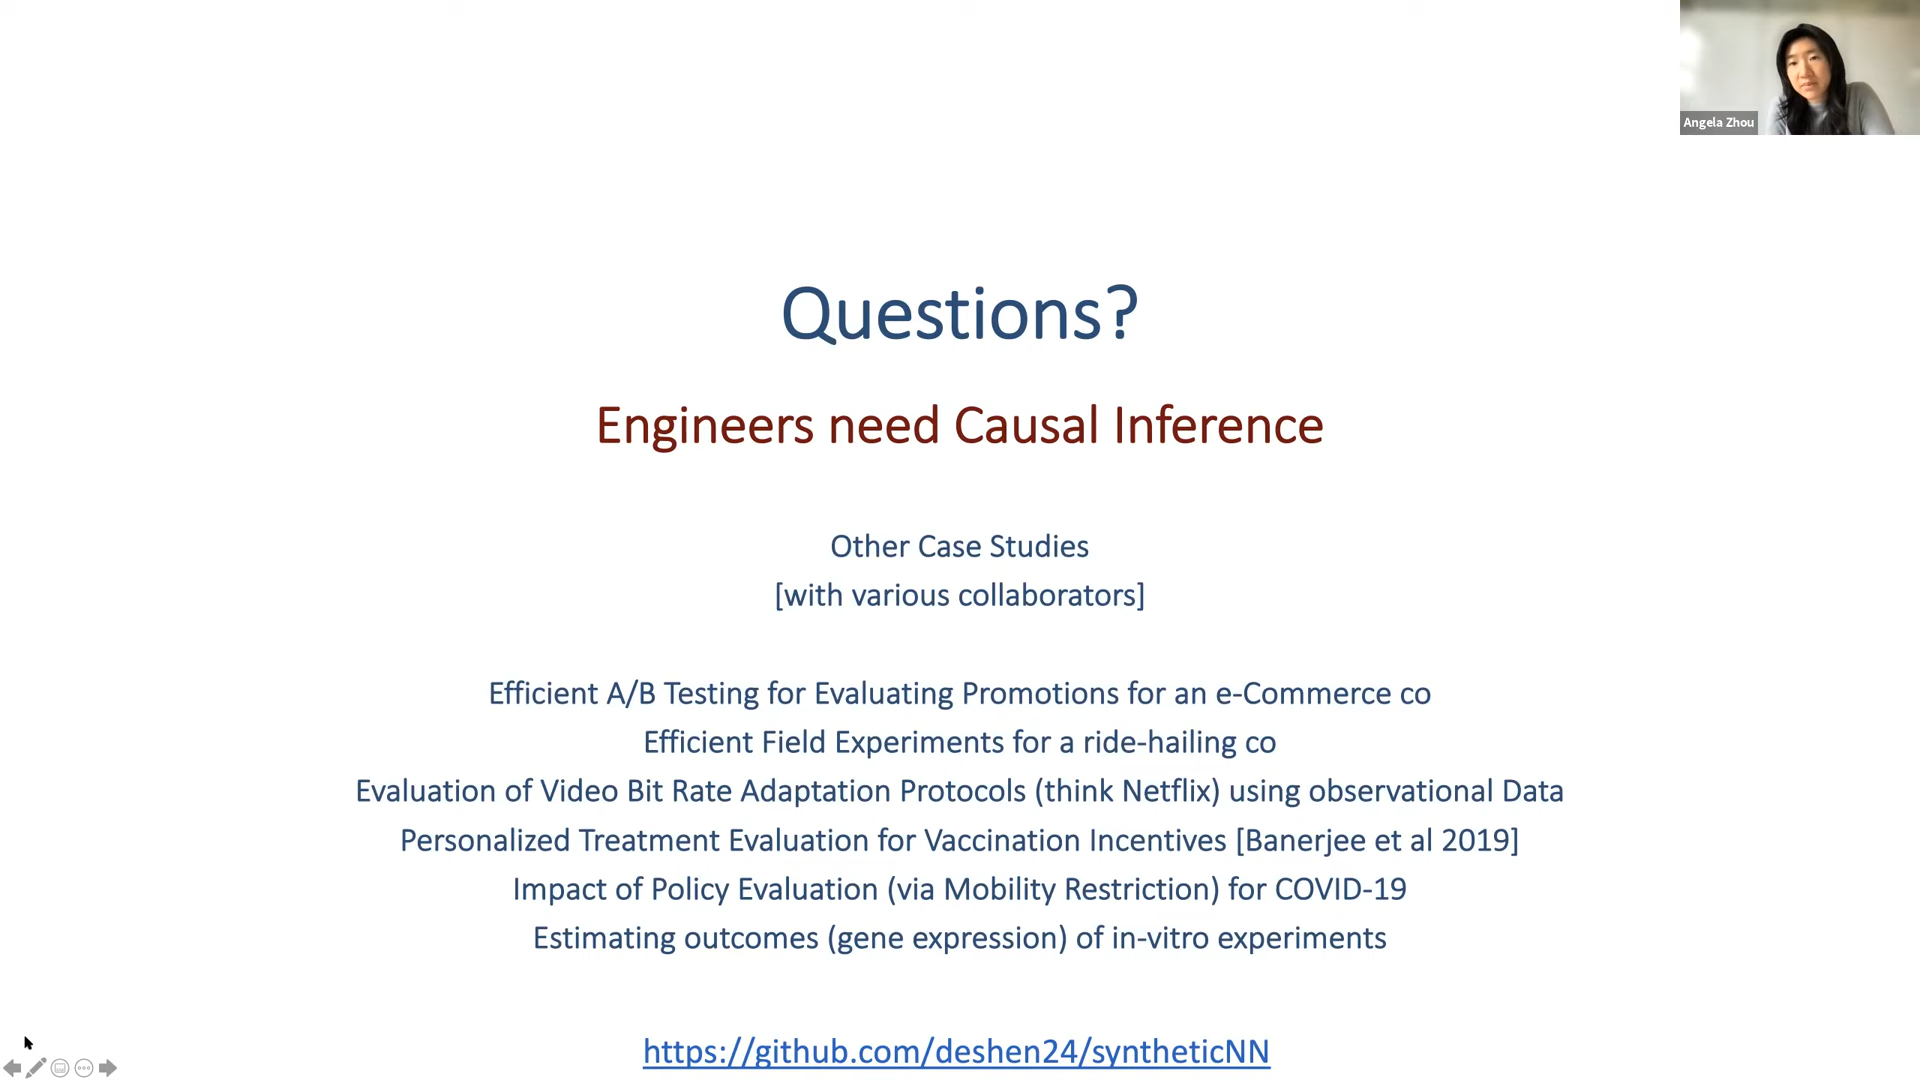 Angela Zhou
Questions?
Engineers need Causal Inference
Other Case Studies
[with various collaborators]
Efficient A/B Testing for Evaluating Promotions for an e-Commerce co
Efficient Field Experiments for a ride-hailing co
Evaluation of Video Bit Rate Adaptation Protocols (think Netflix) using observational Data
Personalized Treatment Evaluation for Vaccination Incentives [Banerjee et al 2019]
Impact of Policy Evaluation (via Mobility Restriction) for COVID-19
Estimating outcomes (gene expression) of in-vitro experiments
https://github.com/deshen24/syntheticNN